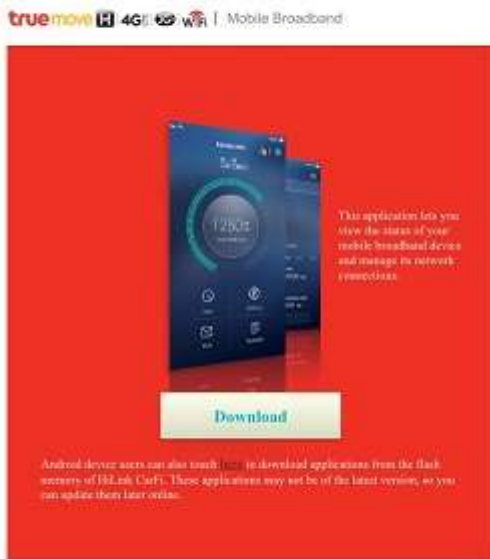 truemove H 4G WiFi | Mobile Broadband
This application lets you
view the status of your
mobile broadband device
and manage its network
connections.
Download
Android device users can also touch here to download applications from the flash
memory of HiLink CarFi. These applications may not be of the latest version, so you
can update them later online.